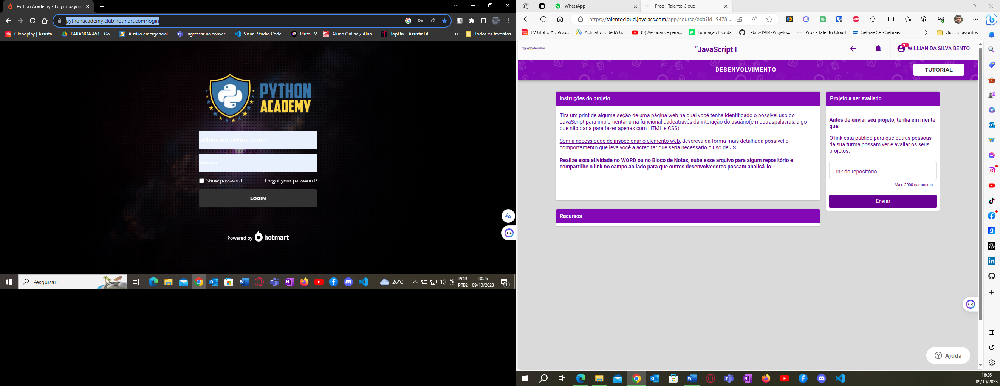 Python Academy - Log in to you
pythonacademy.club.hotmart.com/login
Globoplay | Assista...
PARANOA 451 - Go...
Auxílio emergencial...
Ingressar na conver...
Visual Studio Code...
Pluto TV
Aluno Online / Alun...
TopFlix - Assistir Fil...
»
Todos os favoritos
PYTHON
ACADEMY
willianbento@msn.com
••••••••
Show password
Forgot your password?
LOGIN
Powered by hotmart
Pesquisar
26°C
POR
PTB2
18:26
09/10/2023
1
WhatsApp
Proz - Talento Cloud
https://talentocloud.joyclass.com/app/course/oda?id=9478...
ABP
TV Globo Ao Vivo...
Aplicativos de IA G...
(5) Aerodance para...
Fundação Estudar
Fabio-1984/Projeto...
Proz - Talento Cloud
Sebrae SP - Sebrae...
Outros favoritos
"JavaScript I
9+
WILLIAN DA SILVA BENTO
DESENVOLVIMENTO
TUTORIAL
Instruções do projeto
Tira um print de alguma seção de uma página web na qual você tenha identificado o possível uso do
JavaScript para implementar uma funcionalidadeatravés da interação do usuário(em outraspalavras, algo
que não daria para fazer apenas com HTML e CSS).
Sem a necessidade de inspecionar o elemento web, descreva da forma mais detalhada possível o
comportamento que leva você a acreditar que seria necessário o uso de JS.
Realize essa atividade no WORD ou no Bloco de Notas, suba esse arquivo para algum repositório e
compartilhe o link no campo ao lado para que outros desenvolvedores possam analisá-lo.
Recursos
Projeto a ser avaliado
Antes de enviar seu projeto, tenha em mente
que:
O link está público para que outras pessoas
da sua turma possam ver e avaliar os seus
projetos.
Link do repositório
Máx. 2000 caracteres
Enviar
Ajuda
18:26
09/10/2023